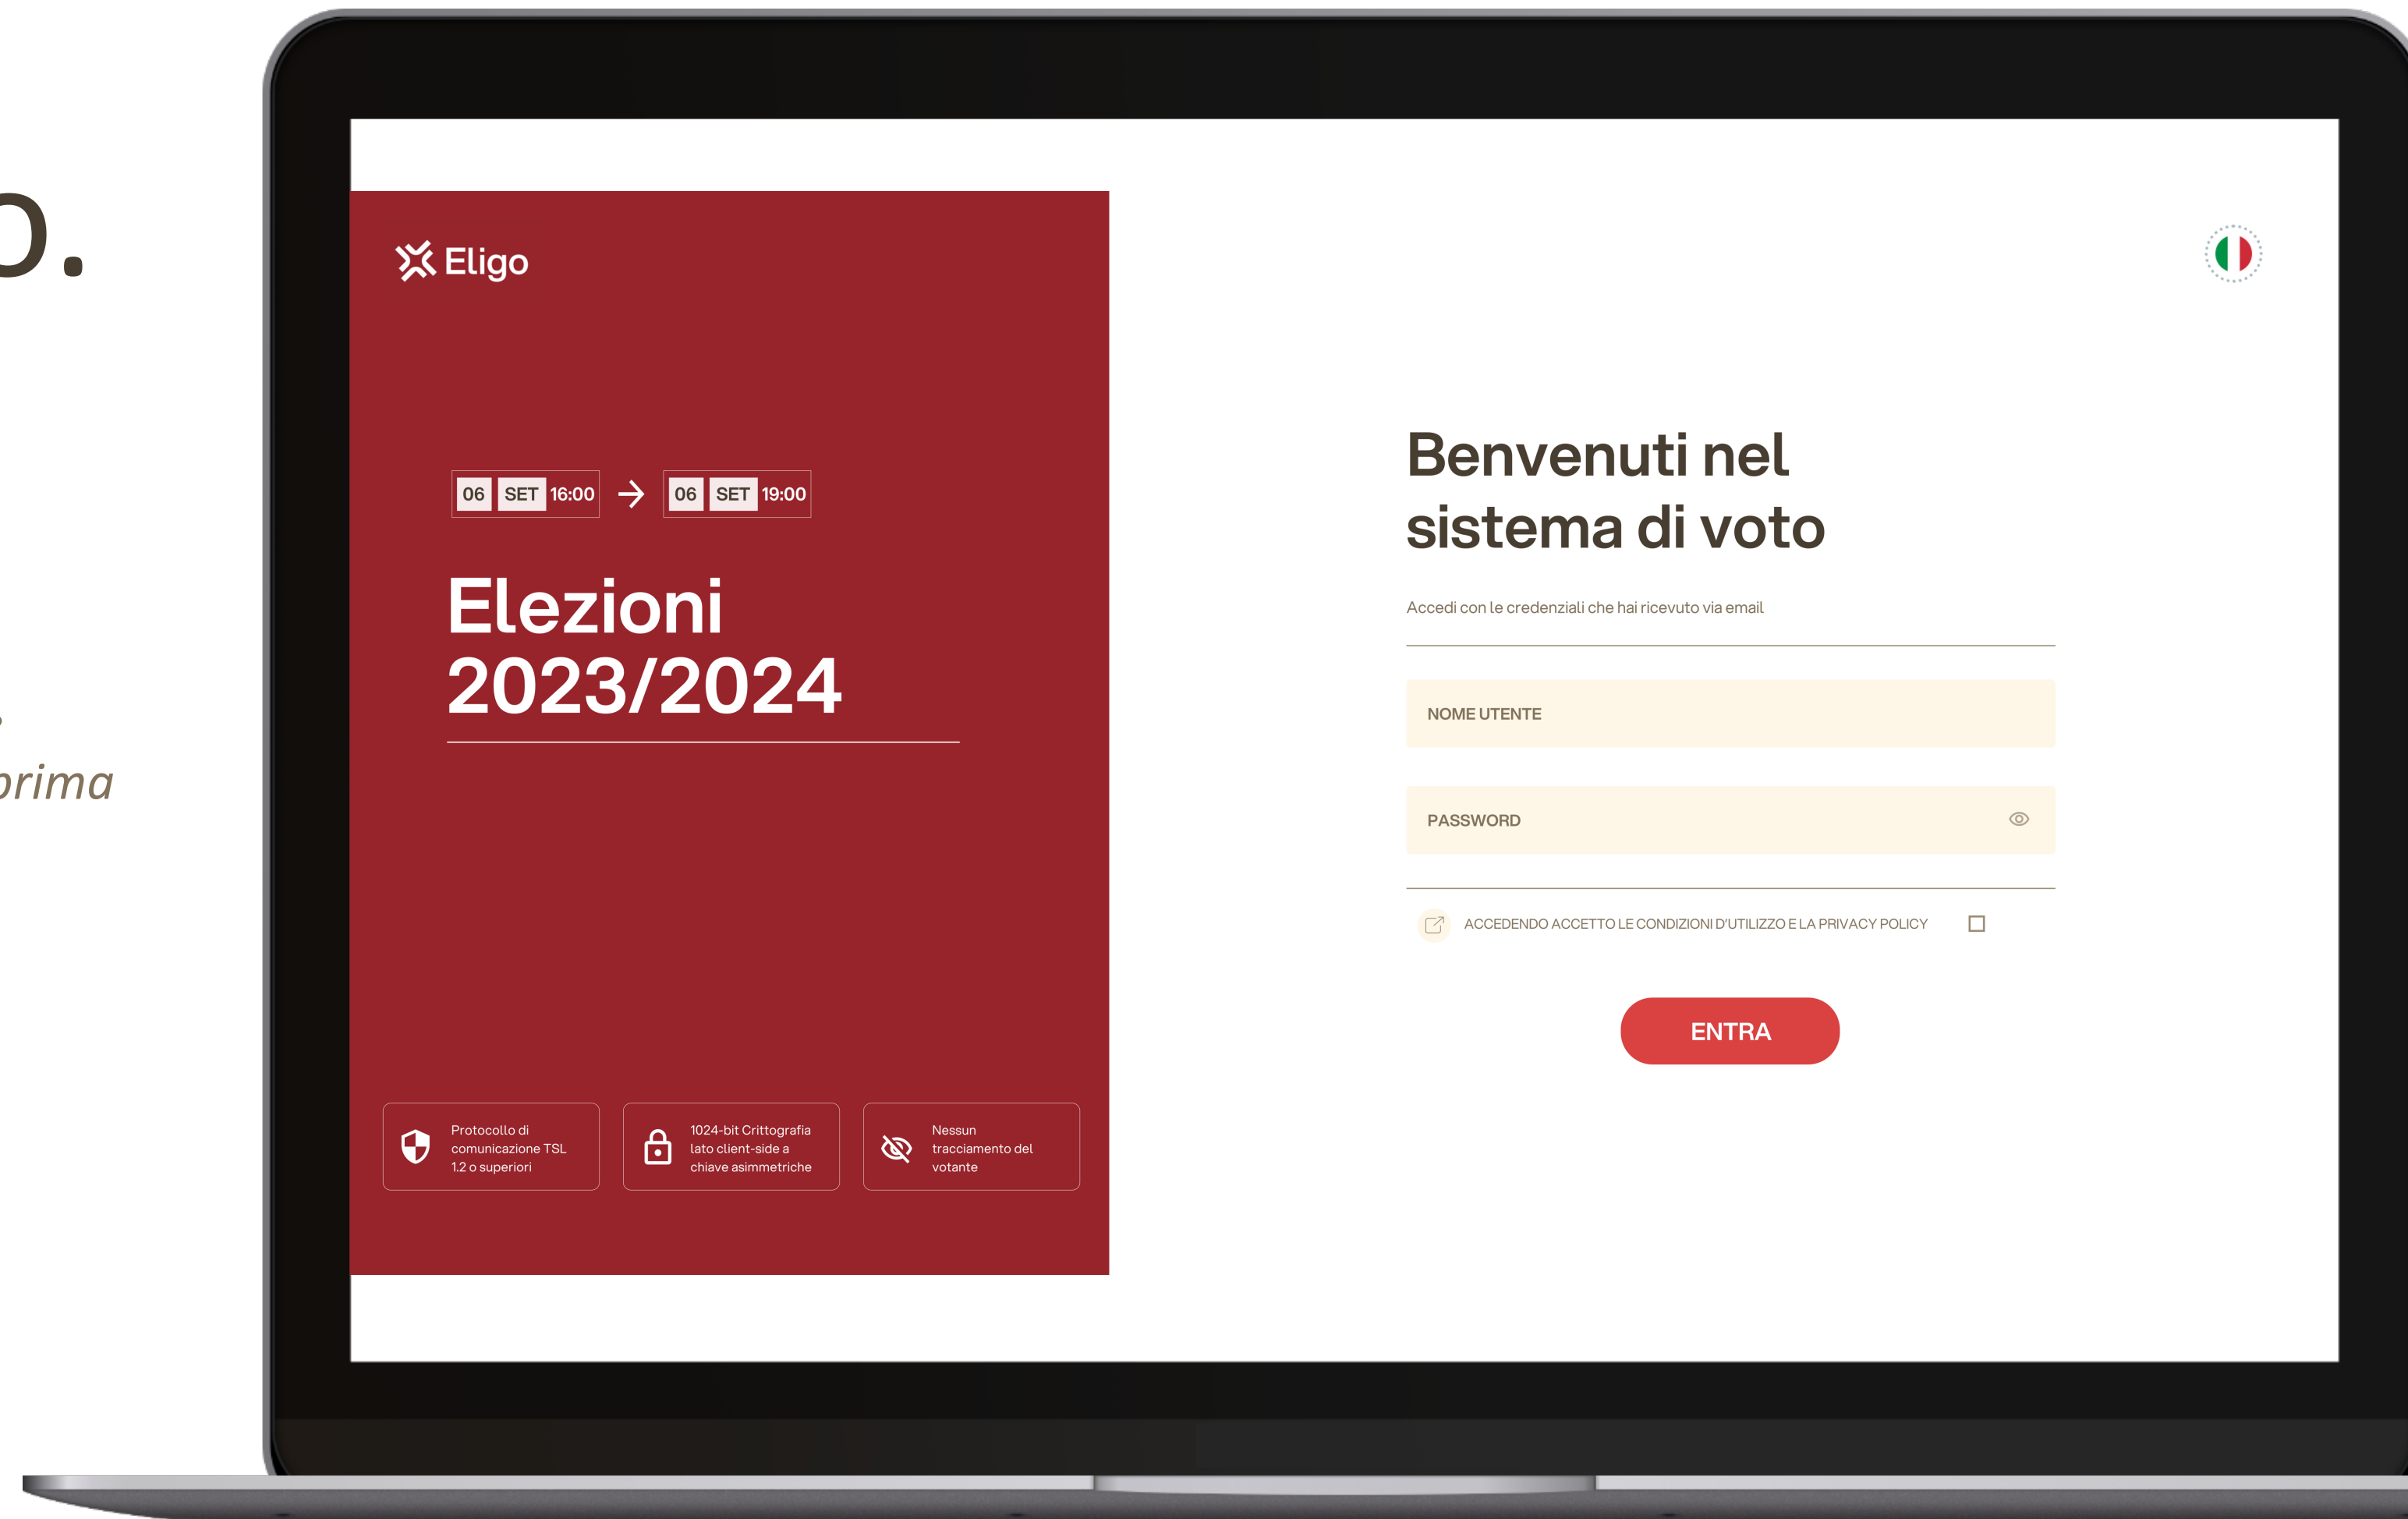 o.
prima
Eligo
06 SET 16:00 → 06 SET 19:00
Elezioni
2023/2024
Protocollo di
comunicazione TSL
1.2 o superiori
1024-bit Crittografia
lato client-side a
chiave asimmetriche
Nessun
tracciamento del
votante
Benvenuti nel
sistema di voto
Accedi con le credenziali che hai ricevuto via email
NOME UTENTE
PASSWORD
ACCEDENDO ACCETTO LE CONDIZIONI D'UTILIZZO E LA PRIVACY POLICY
ENTRA